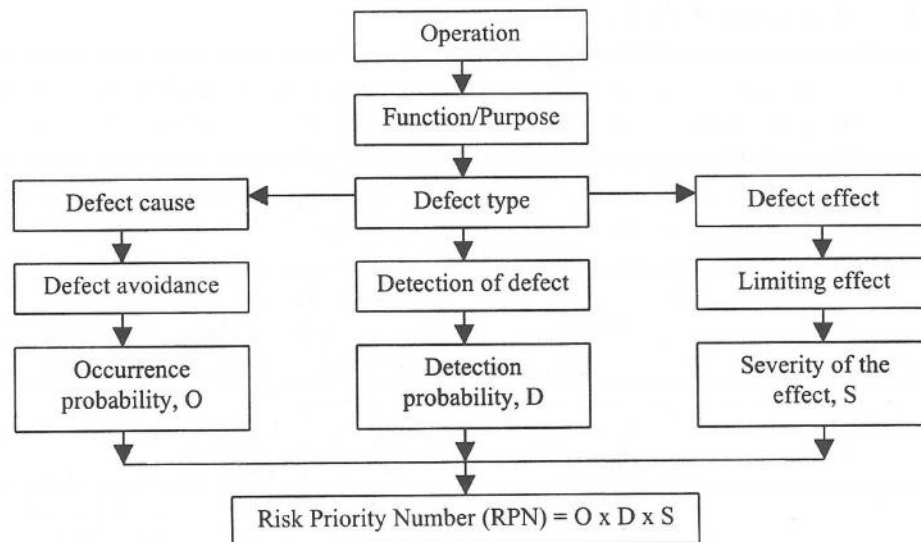 Operation
Function/Purpose
Defect cause
Defect type
Defect effect
Defect avoidance
Detection of defect
Limiting effect
Occurrence
probability, O
Detection
probability, D
Severity of the
effect, S
Risk Priority Number (RPN) = O x D x S